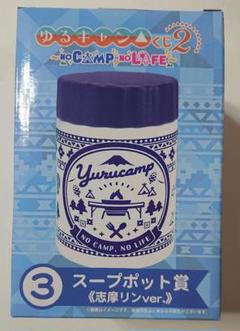 ゆるキャン△くじ2
～NO CAMP NO LIFE～
yurucamp
NO CAMP, NO LIFE
3 スープポット賞
《志摩リンver.》